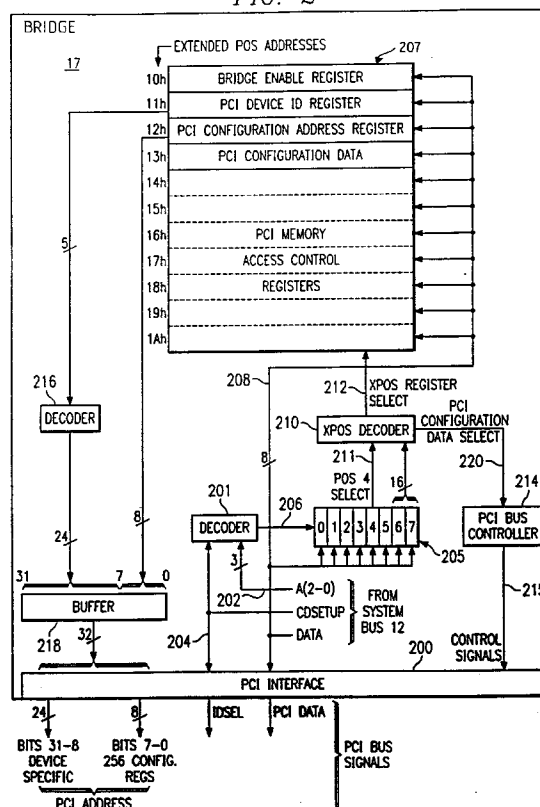 FIG. 2
BRIDGE
17
EXTENDED POS ADDRESSES
207
10h
BRIDGE ENABLE REGISTER
11h
PCI DEVICE ID REGISTER
12h
PCI CONFIGURATION ADDRESS REGISTER
13h
PCI CONFIGURATION DATA
14h
15h
16h
PCI MEMORY
17h
ACCESS CONTROL
18h
REGISTERS
19h
1Ah
5
208
212
XPOS REGISTER
SELECT
216
DECODER
210
XPOS DECODER
PCI
CONFIGURATION
DATA SELECT
220
211
8
POS 4
SELECT
16
214
201
DECODER
206
0 1 2 3 4 5 6 7
205
PCI BUS
CONTROLLER
24
8
31
7
0
3
A(2-0)
202
CDSETUP
FROM
SYSTEM
BUS 12
215
BUFFER
218
204
DATA
32
200
CONTROL
SIGNALS
PCI INTERFACE
24
8
IDSEL
PCI DATA
BITS 31-8
DEVICE
SPECIFIC
BITS 7-0
256 CONFIG.
REGS
PCI BUS
SIGNALS
PCI ADDRESS